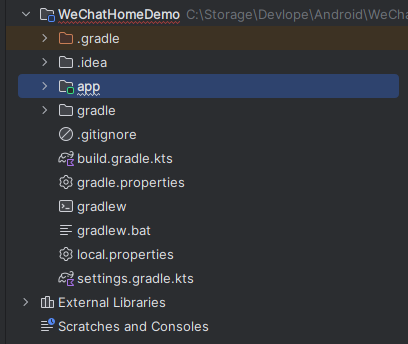 WeChatHomeDemo C:\Storage\Devlope\Android\WeCha
.gradle
.idea
app
gradle
.gitignore
build.gradle.kts
gradle.properties
gradlew
gradlew.bat
local.properties
settings.gradle.kts
External Libraries
Scratches and Consoles